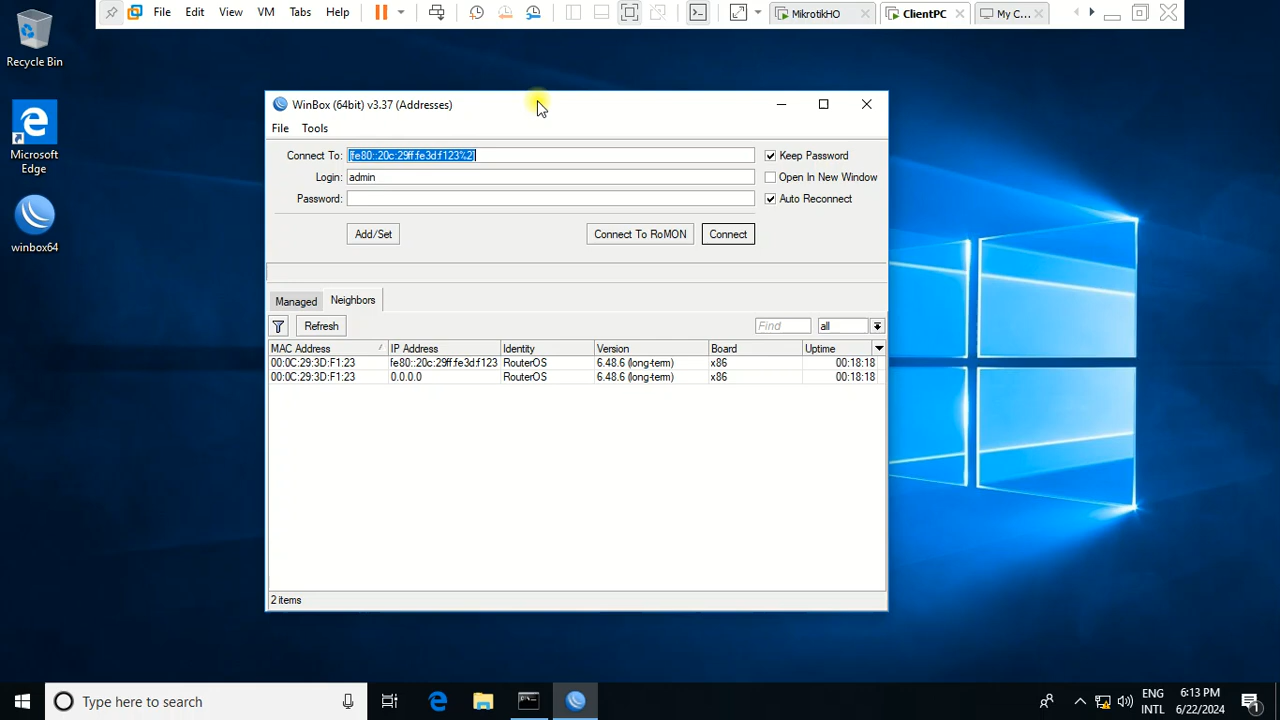 File Edit View VM Tabs Help
MikrotikHO
ClientPC
My C...
Recycle Bin
Microsoft
Edge
winbox64
WinBox (64bit) v3.37 (Addresses)
File Tools
Connect To: [fe80::20c:29ff:fe3d:f123%2]
Keep Password
Login: admin
Open In New Window
Password:
Auto Reconnect
Add/Set
Connect To RoMON
Connect
Managed Neighbors
Refresh
Find
all
MAC Address IP Address Identity Version Board Uptime
00:0C:29:3D:F1:23 fe80::20c:29ff:fe3d:f123 RouterOS 6.48.6 (long-term) x86 00:18:18
00:0C:29:3D:F1:23 0.0.0.0 RouterOS 6.48.6 (long-term) x86 00:18:18
2 items
Type here to search
ENG
INTL
6:13 PM
6/22/2024
1